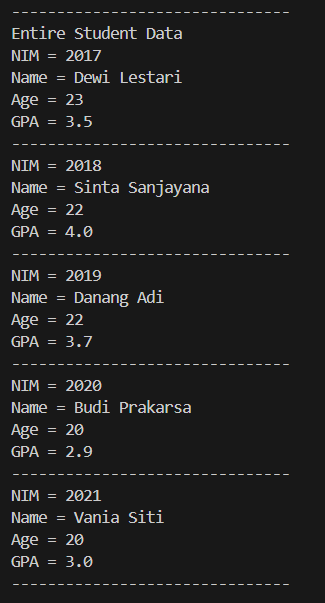 -------------------------------
Entire Student Data
NIM = 2017
Name = Dewi Lestari
Age = 23
GPA = 3.5
-------------------------------
NIM = 2018
Name = Sinta Sanjayana
Age = 22
GPA = 4.0
-------------------------------
NIM = 2019
Name = Danang Adi
Age = 22
GPA = 3.7
-------------------------------
NIM = 2020
Name = Budi Prakarsa
Age = 20
GPA = 2.9
-------------------------------
NIM = 2021
Name = Vania Siti
Age = 20
GPA = 3.0
-------------------------------